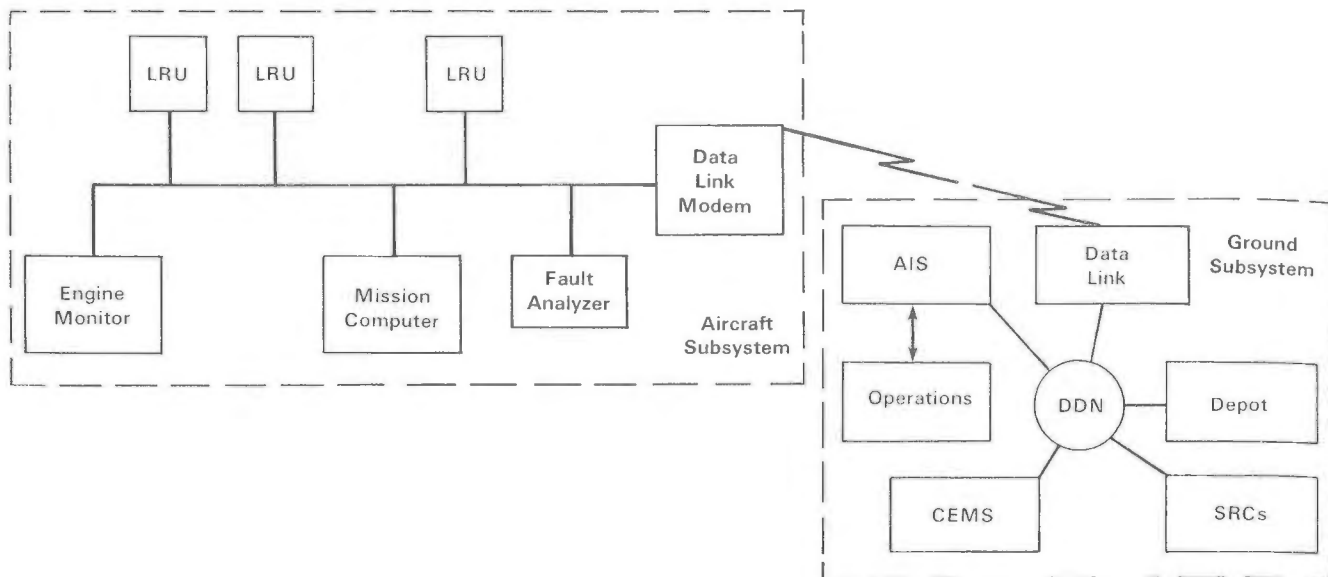 LRU
LRU
LRU
Data
Link
Modem
Engine
Monitor
Mission
Computer
Fault
Analyzer
Aircraft
Subsystem
AIS
Data
Link
Ground
Subsystem
Operations
DDN
Depot
CEMS
SRCs